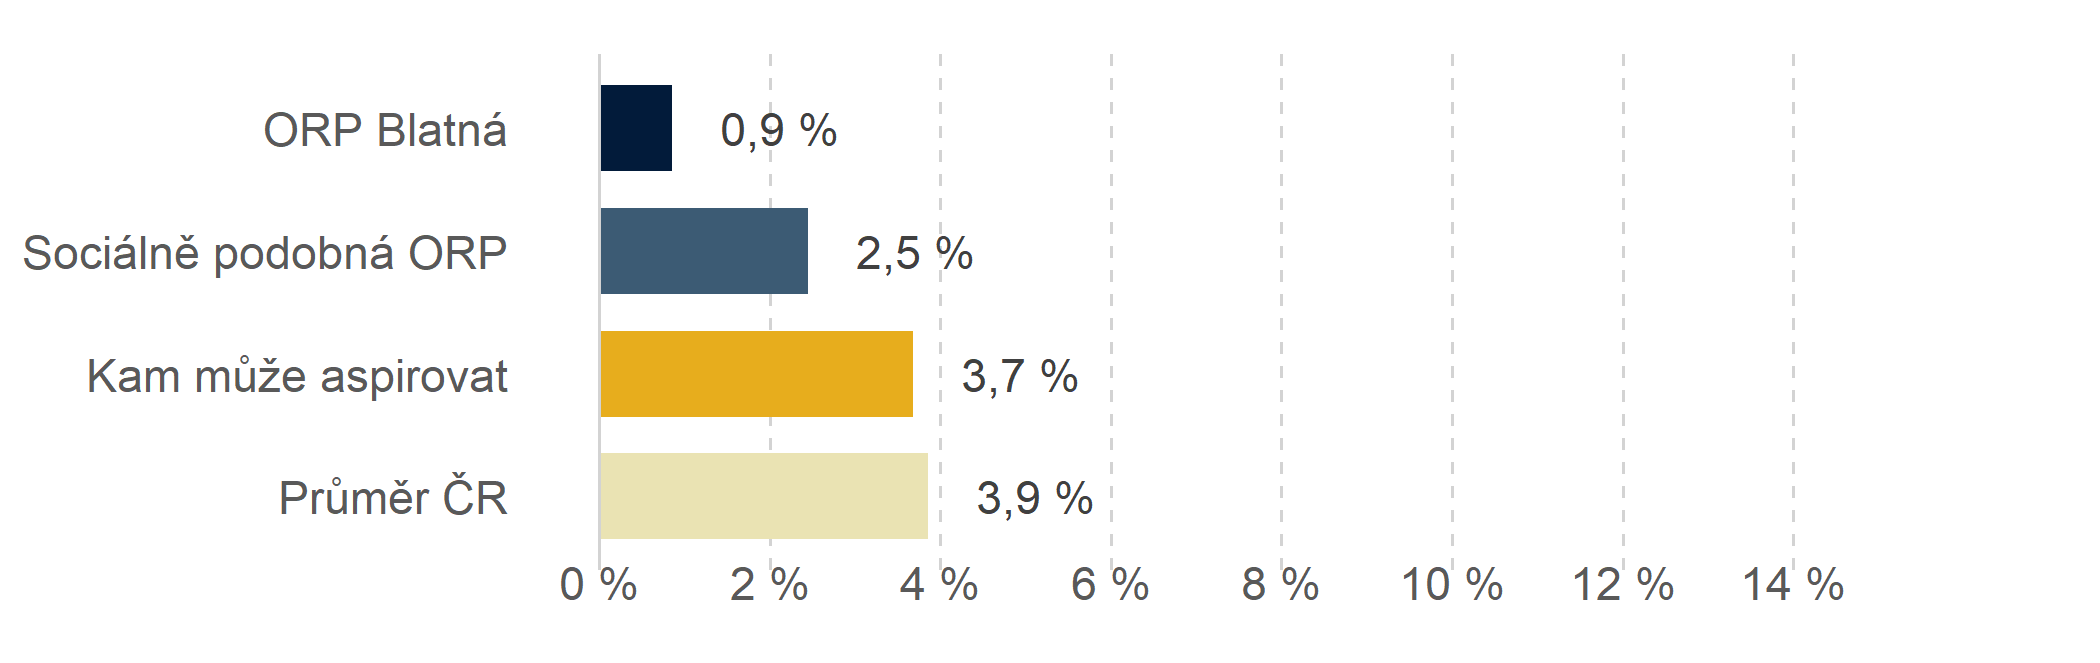 ORP Blatná 0,9 %
Sociálně podobná ORP 2,5 %
Kam může aspirovat 3,7 %
Průměr ČR 3,9 %
0 % 2 % 4 % 6 % 8 % 10 % 12 % 14 %